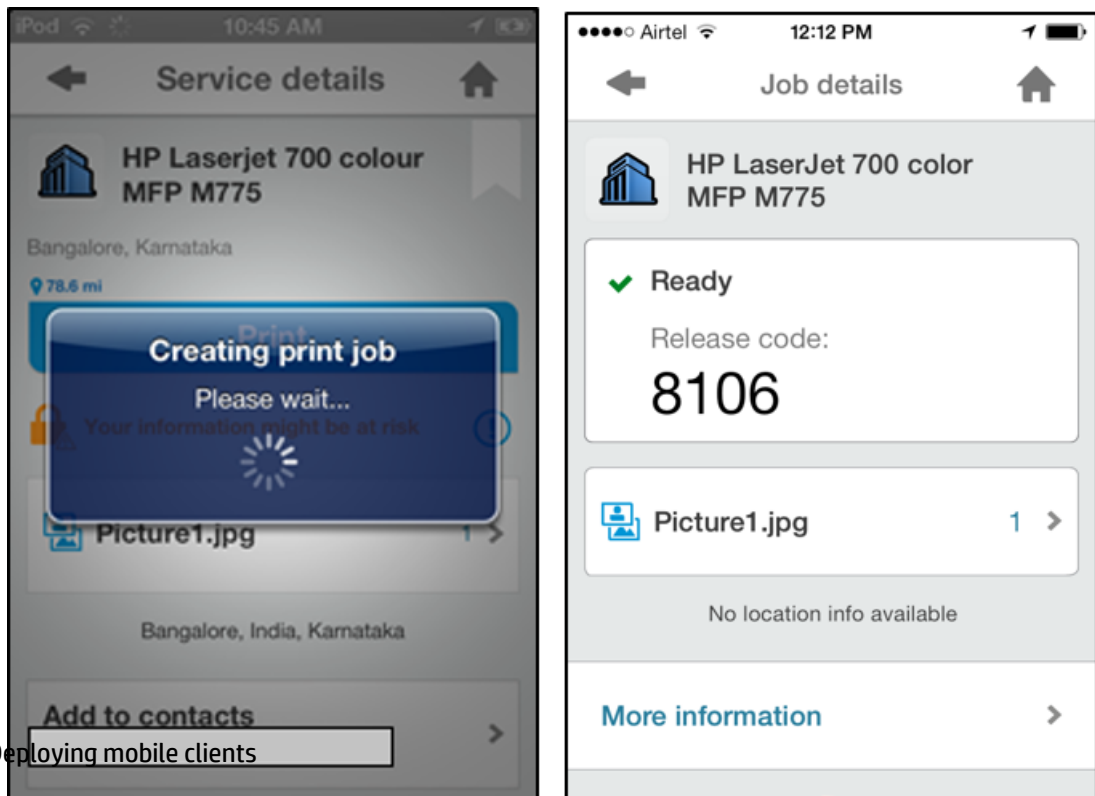 iPod 10:45 AM
Service details
HP Laserjet 700 colour
MFP M775
Bangalore, Karnataka
78.6 mi
Print
Creating print job
Please wait...
Your information might be at risk
Picture1.jpg 1
Bangalore, India, Karnataka
Add to contacts
eploying mobile clients
Airtel 12:12 PM
Job details
HP LaserJet 700 color
MFP M775
Ready
Release code:
8106
Picture1.jpg 1
No location info available
More information